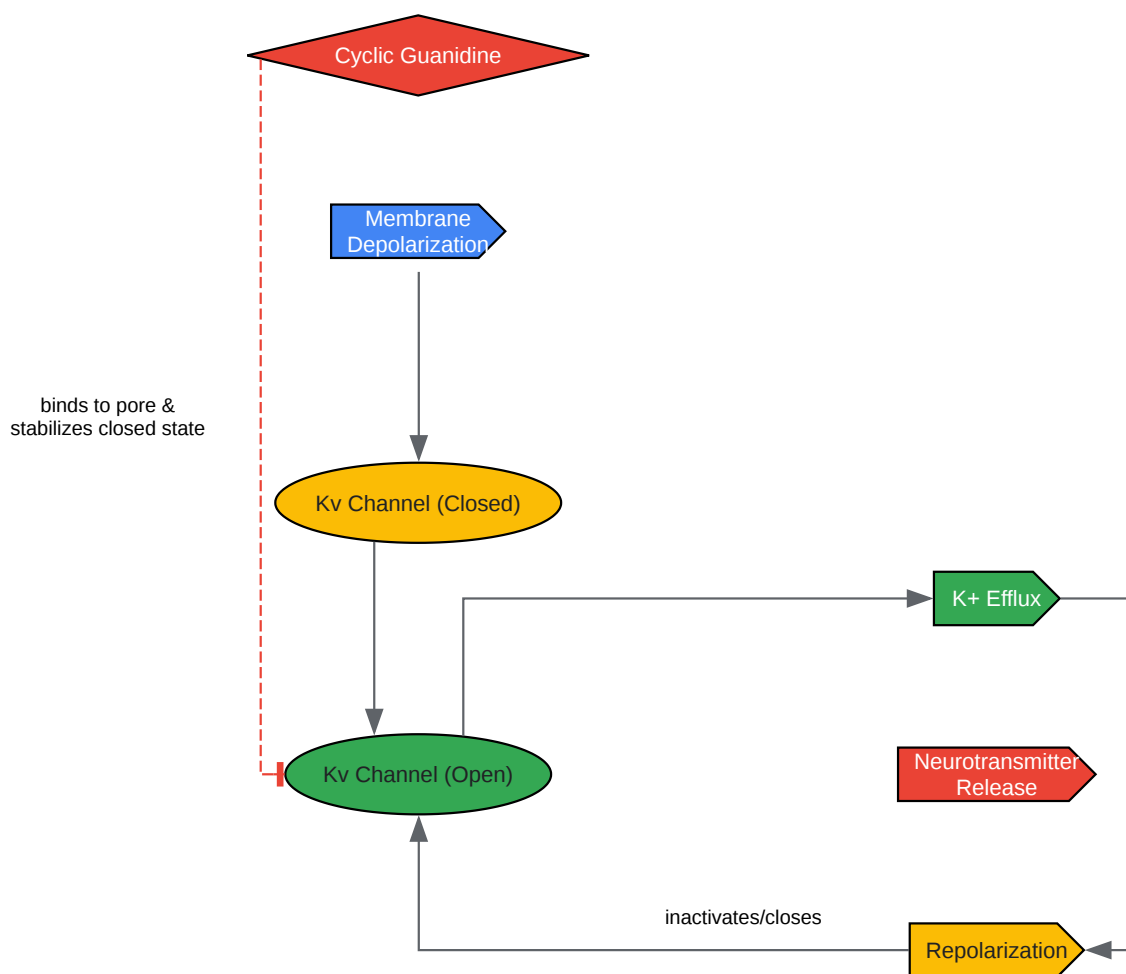 Cyclic Guanidine
Membrane
Depolarization
binds to pore &
stabilizes closed state
Kv Channel (Closed)
K+ Efflux
Kv Channel (Open)
Neurotransmitter
Release
inactivates/closes
Repolarization